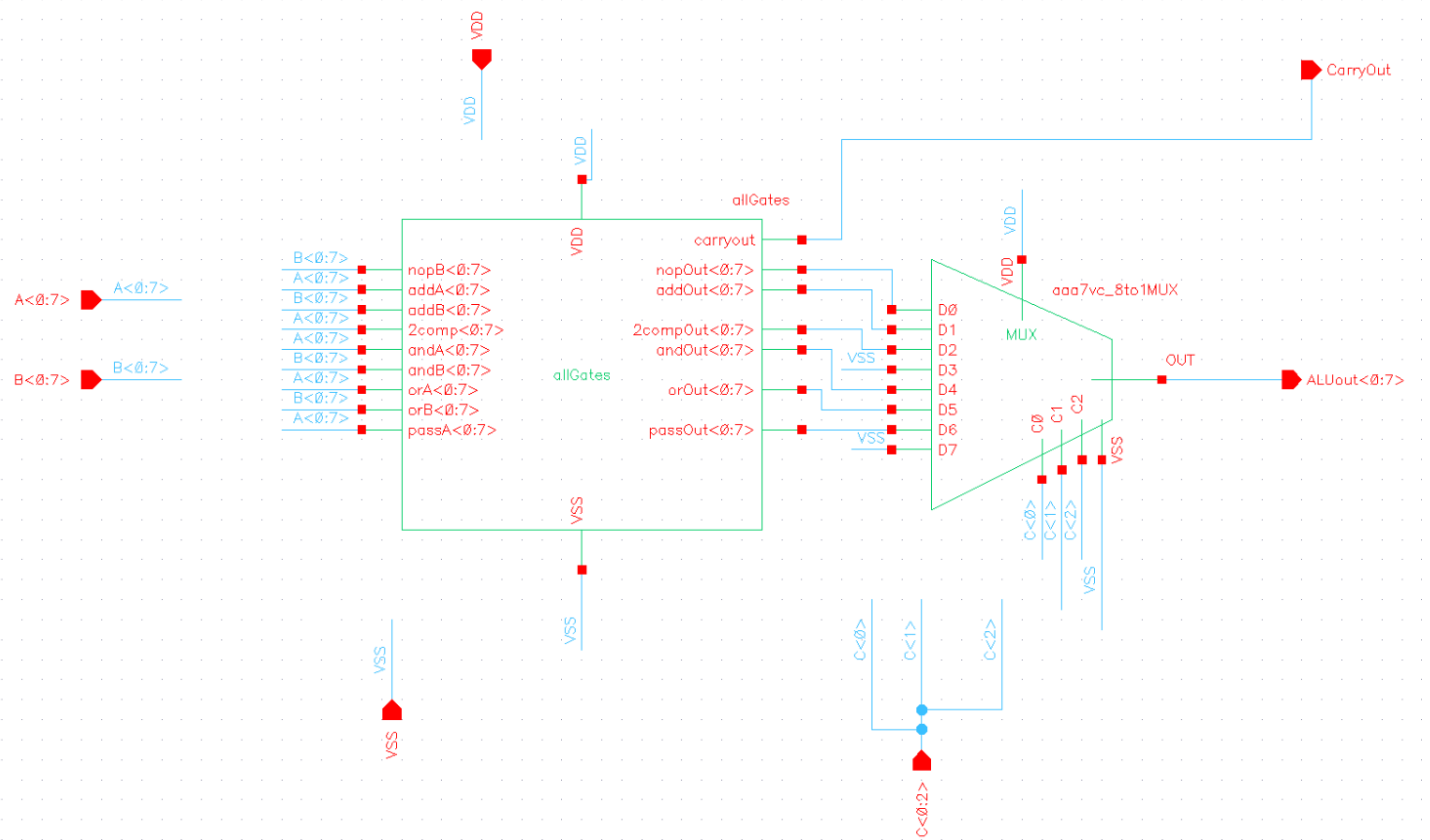 VDD
VDD
CarryOut
VDD
allGates
VDD
VDD
carryout
B<0:7>
nopB<0:7>
nopOut<0:7>
VDD
A<0:7>
addA<0:7>
addOut<0:7>
aaa7vc_8to1MUX
A<0:7>
A<0:7>
B<0:7>
addB<0:7>
D0
A<0:7>
2comp<0:7>
2compOut<0:7>
D1
MUX
A<0:7>
andA<0:7>
andOut<0:7>
D2
VSS
B<0:7>
andB<0:7>
allGates
D3
OUT
B<0:7>
B<0:7>
ALUout<0:7>
A<0:7>
orA<0:7>
orOut<0:7>
D4
B<0:7>
orB<0:7>
D5
A<0:7>
passA<0:7>
passOut<0:7>
D6
VSS
D7
C0
C1
C2
VSS
VSS
C<0>
C<1>
C<2>
VSS
VSS
VSS
VSS
C<0>
C<1>
C<2>
C<0:2>